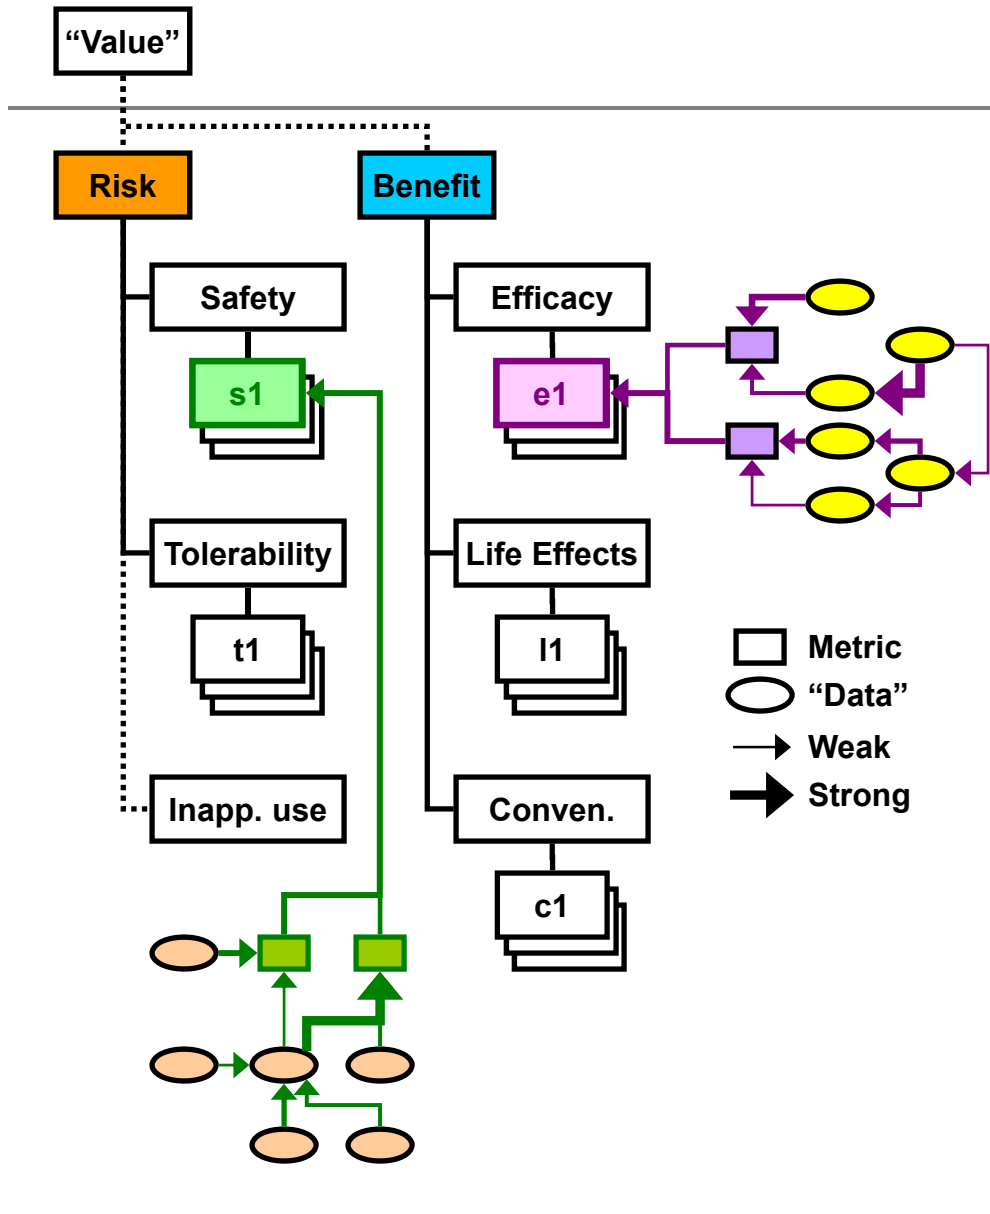 “Value”
Risk
Benefit
Safety
Efficacy
s1
e1
Tolerability
Life Effects
t1
l1
Metric
“Data”
Weak
Strong
Inapp. use
Conven.
c1